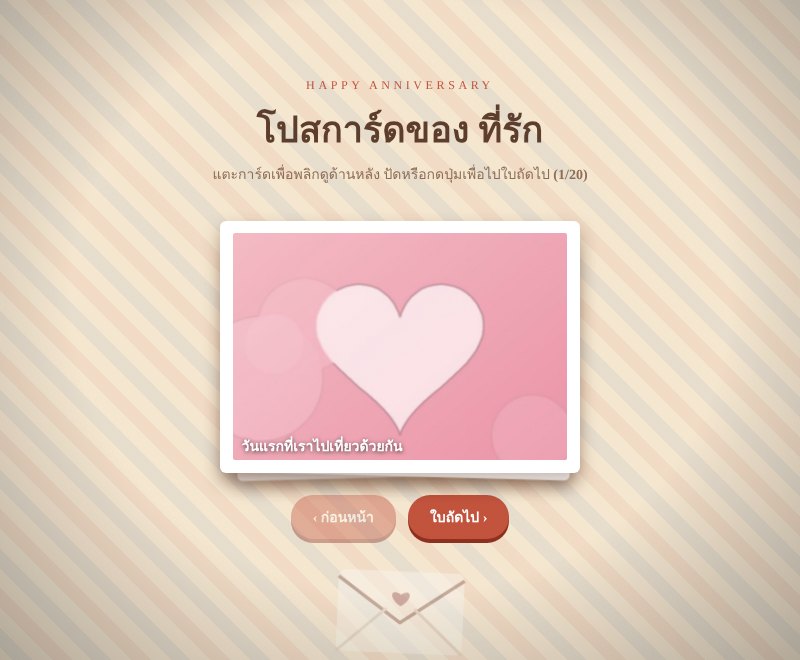 HAPPY ANNIVERSARY
โปสการ์ดของ ที่รัก
แตะการ์ดเพื่อพลิกดูด้านหลัง ปัดหรือกดปุ่มเพื่อไปใบถัดไป (1/20)
วันแรกที่เราไปเที่ยวด้วยกัน
‹ ก่อนหน้า
ใบถัดไป ›